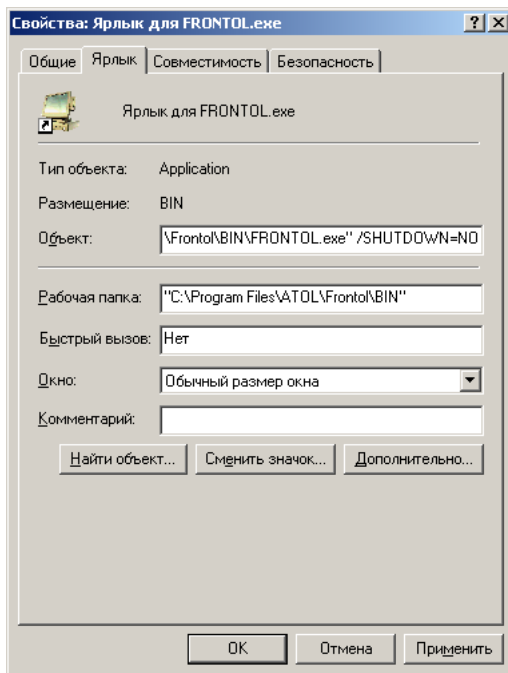 Свойства: Ярлык для FRONTOL.exe
Общие Ярлык Совместимость Безопасность
Ярлык для FRONTOL.exe
Тип объекта: Application
Размещение: BIN
Объект: \Frontol\BIN\FRONTOL.exe" /SHUTDOWN=NO
Рабочая папка: "C:\Program Files\ATOL\Frontol\BIN"
Быстрый вызов: Нет
Окно: Обычный размер окна
Комментарий:
Найти объект... Сменить значок... Дополнительно...
OK Отмена Применить